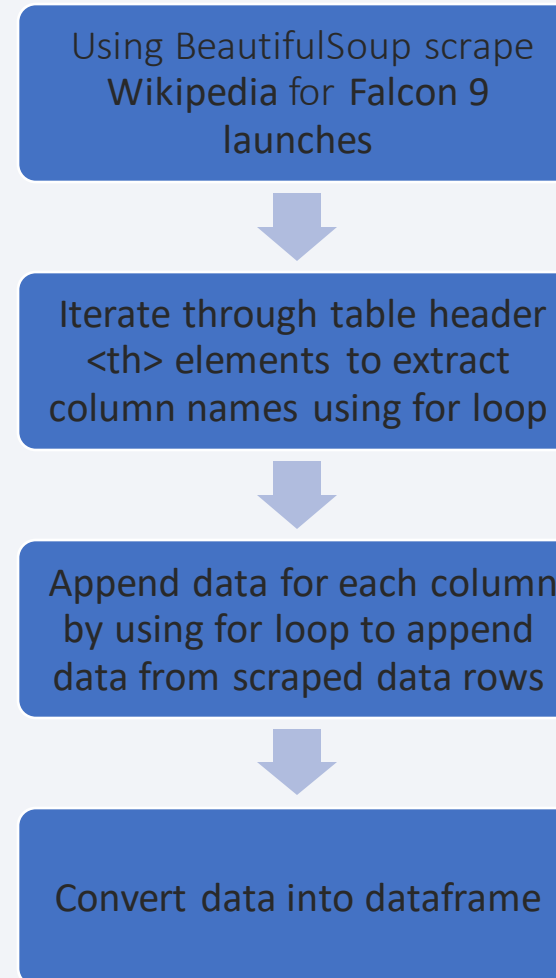 Using BeautifulSoup scrape
Wikipedia for Falcon 9
launches
Iterate through table header
<th> elements to extract
column names using for loop
Append data for each column
by using for loop to append
data from scraped data rows
Convert data into dataframe